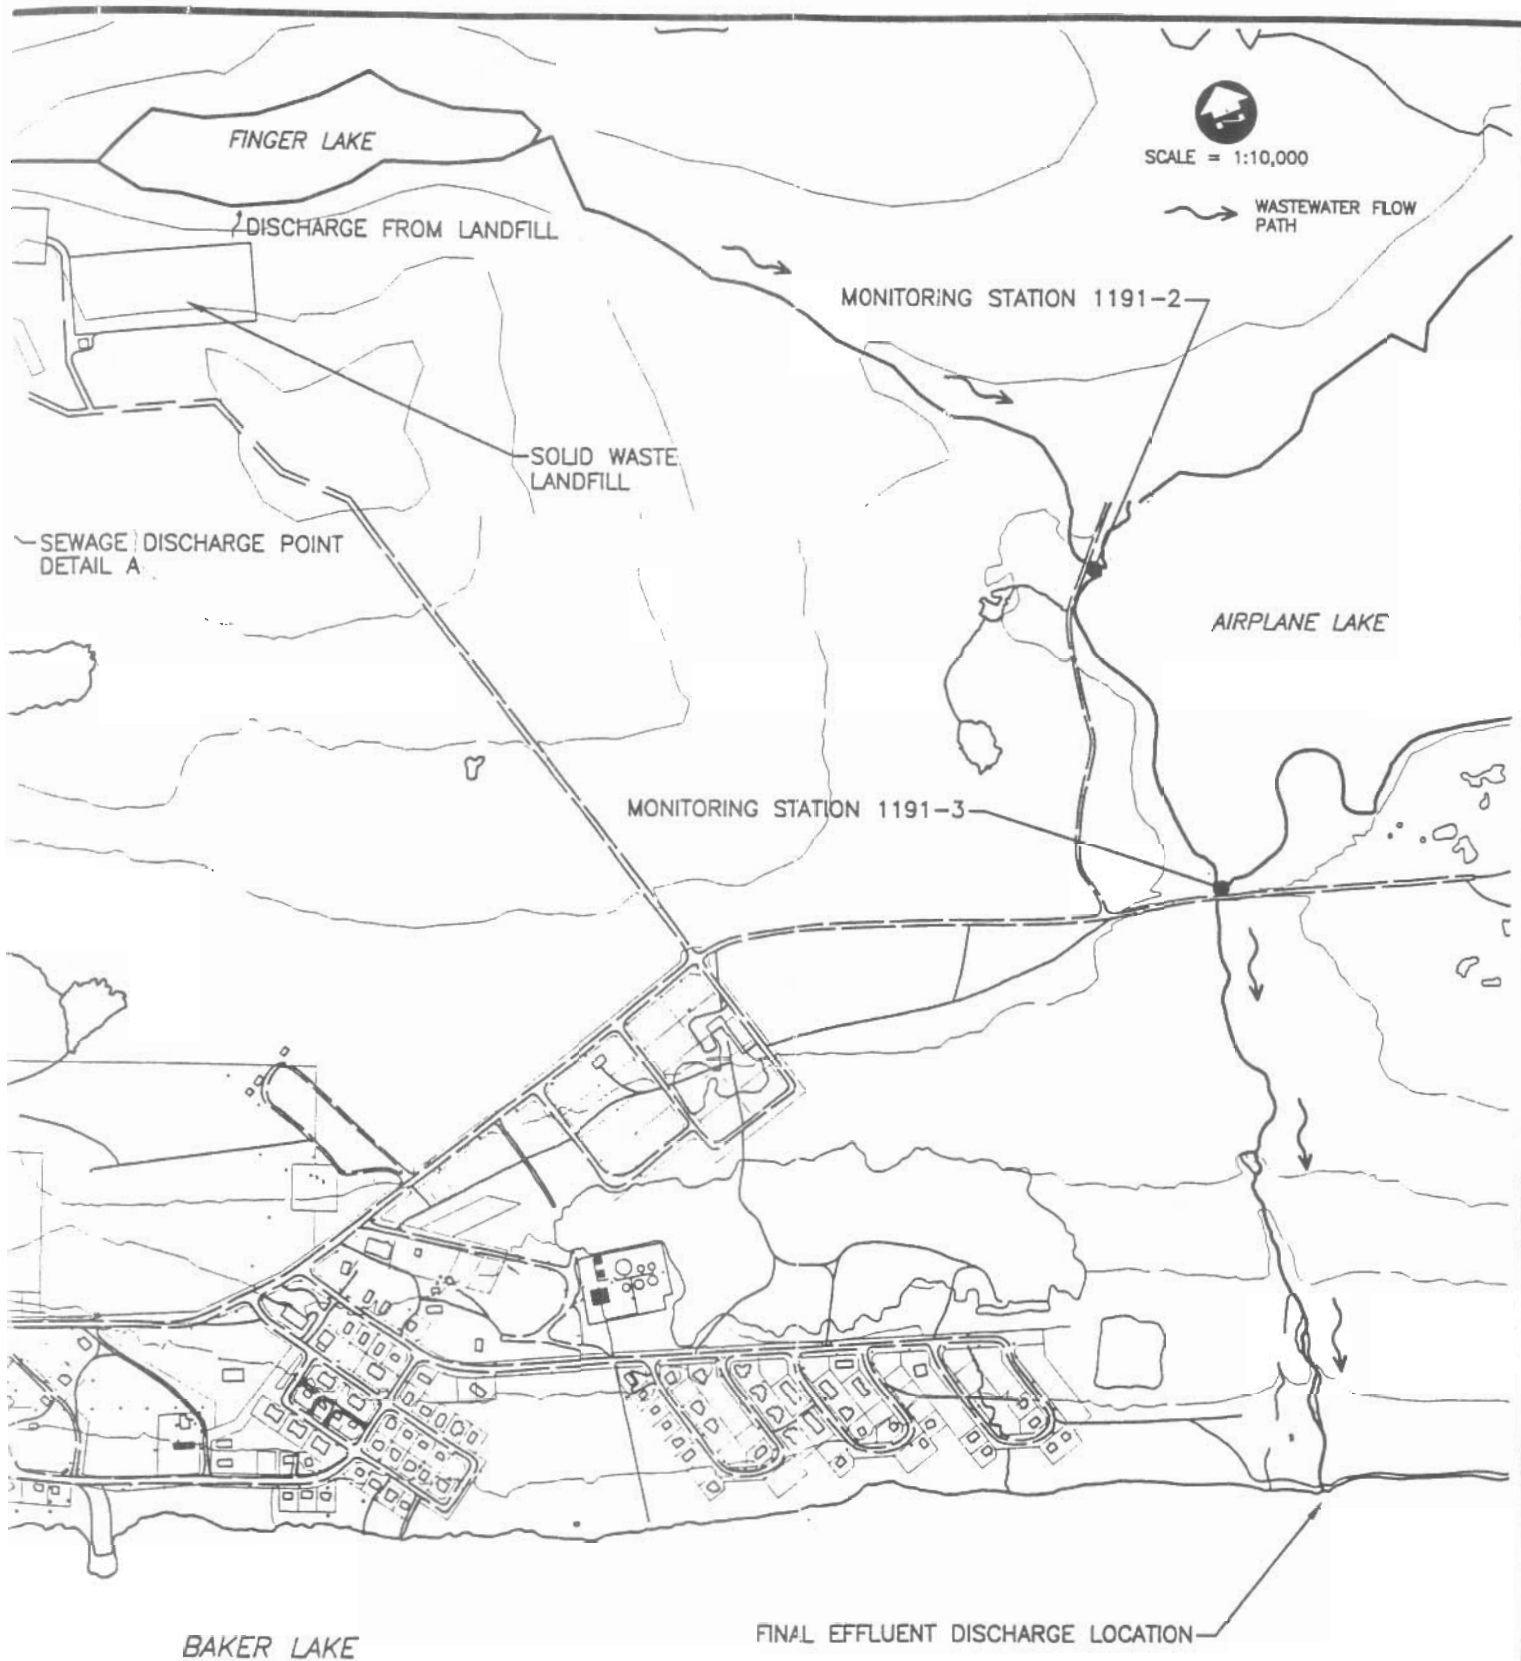 FINGER LAKE
SCALE = 1:10,000
WASTEWATER FLOW
PATH
DISCHARGE FROM LANDFILL
MONITORING STATION 1191-2
SOLID WASTE
LANDFILL
SEWAGE DISCHARGE POINT
DETAIL A
AIRPLANE LAKE
MONITORING STATION 1191-3
FINAL EFFLUENT DISCHARGE LOCATION
BAKER LAKE